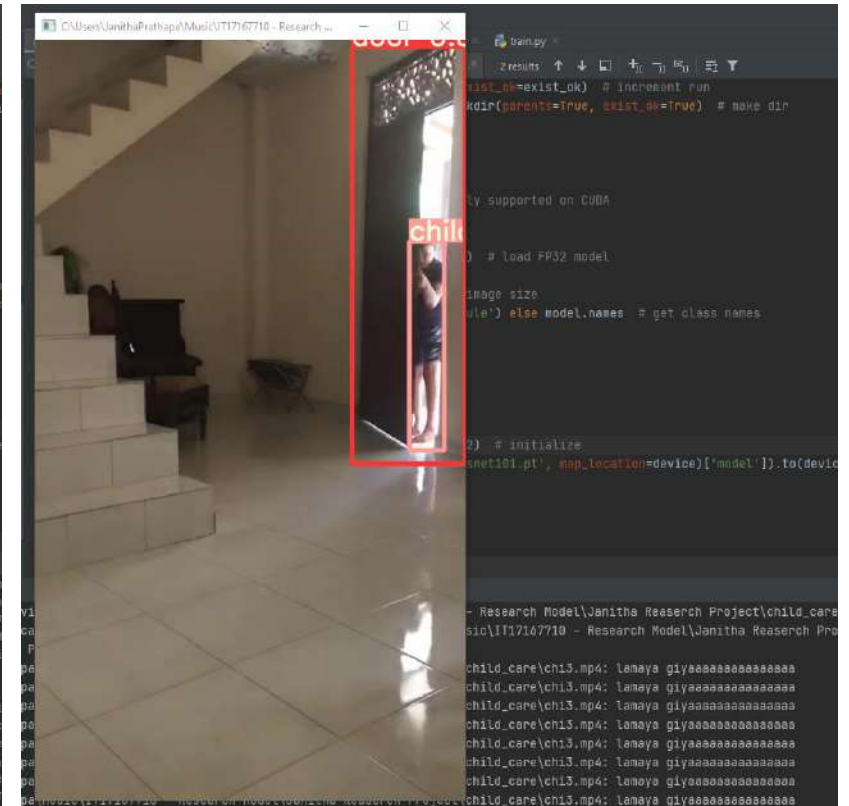 C:\Users\JanithaPrathapa\Music\IT17167710 - Research ...
train.py
door 0.
2 results
exist_ok=exist_ok) # increment run
kdir(parents=True, exist_ok=True) # make dir
ly supported on CUDA
chil
) # load FP32 model
image size
ule') else model.names # get class names
2) # initialize
snet101.pt', map_location=device)['model']).to(devic
- Research Model\Janitha Reaserch Project\child_care
sic\IT17167710 - Research Model\Janitha Reaserch Pro
child_care\chi3.mp4: lamaya giyaaaaaaaaaaaaaaa
child_care\chi3.mp4: lamaya giyaaaaaaaaaaaaaaa
child_care\chi3.mp4: lamaya giyaaaaaaaaaaaaaaa
child_care\chi3.mp4: lamaya giyaaaaaaaaaaaaaaa
child_care\chi3.mp4: lamaya giyaaaaaaaaaaaaaaa
child_care\chi3.mp4: lamaya giyaaaaaaaaaaaaaaa
child_care\chi3.mp4: lamaya giyaaaaaaaaaaaaaaa
child_care\chi3.mp4: lamaya giyaaaaaaaaaaaaaaa